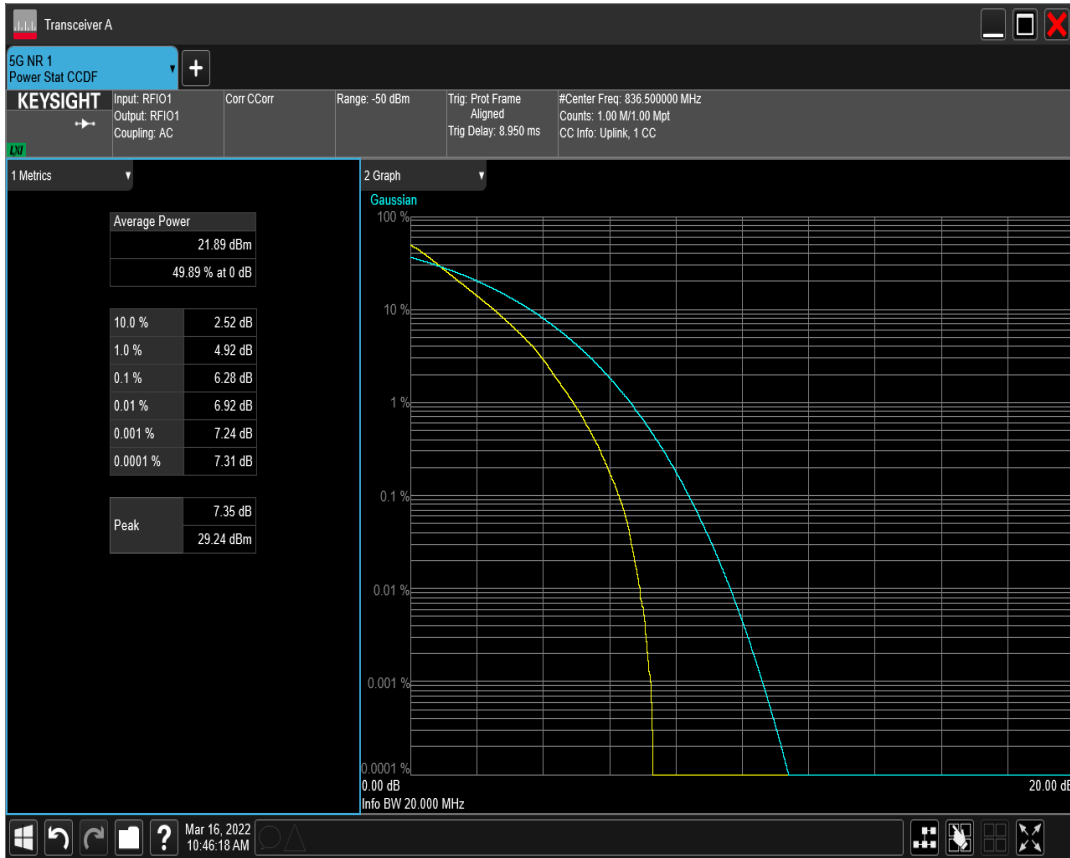 Transceiver A
5G NR 1
Power Stat CCDF
+
KEYSIGHT
LXI
Input: RFIO1
Output: RFIO1
Coupling: AC
Corr CCorr
Range: -50 dBm
Trig: Prot Frame
Aligned
Trig Delay: 8.950 ms
#Center Freq: 836.500000 MHz
Counts: 1.00 M/1.00 Mpt
CC Info: Uplink, 1 CC
1 Metrics
Average Power
21.89 dBm
49.89 % at 0 dB
10.0 % 2.52 dB
1.0 % 4.92 dB
0.1 % 6.28 dB
0.01 % 6.92 dB
0.001 % 7.24 dB
0.0001 % 7.31 dB
Peak
7.35 dB
29.24 dBm
2 Graph
Gaussian
100 %
10 %
1 %
0.1 %
0.01 %
0.001 %
0.0001 %
0.00 dB
20.00 dB
Info BW 20.000 MHz
?
Mar 16, 2022
10:46:18 AM